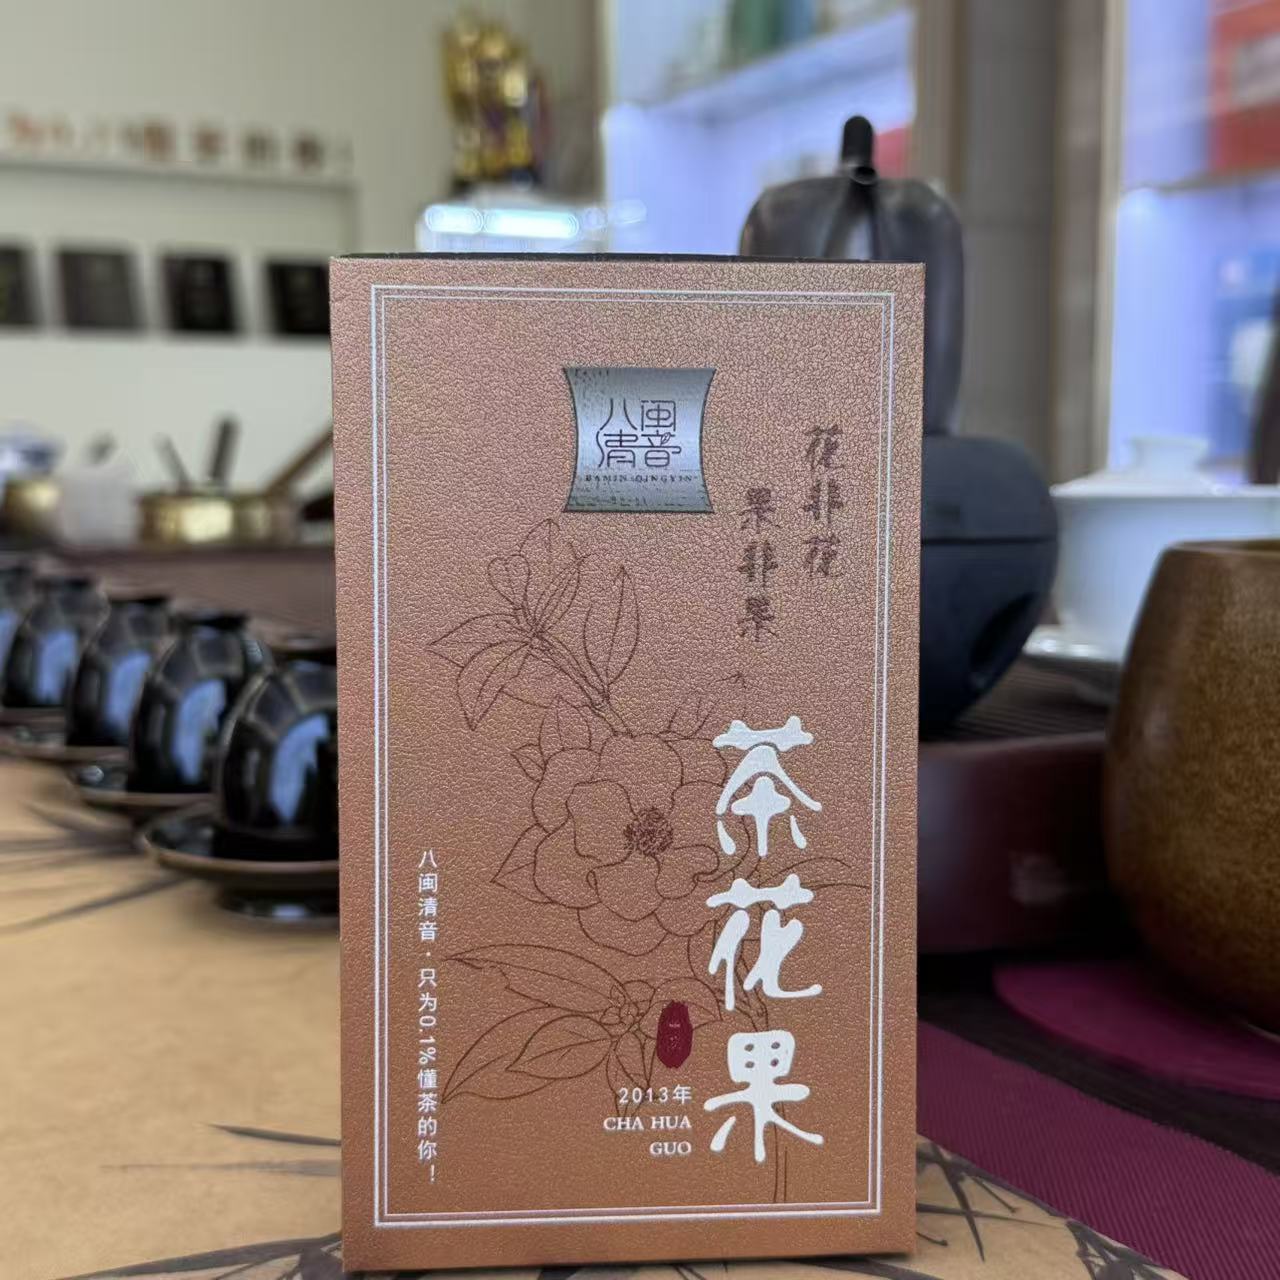 八闽
清音
BAMIN QINGYIN
花非花
果非果
茶花果
2013年
CHA HUA
GUO
八闽清音·只为0.1%懂茶的你！